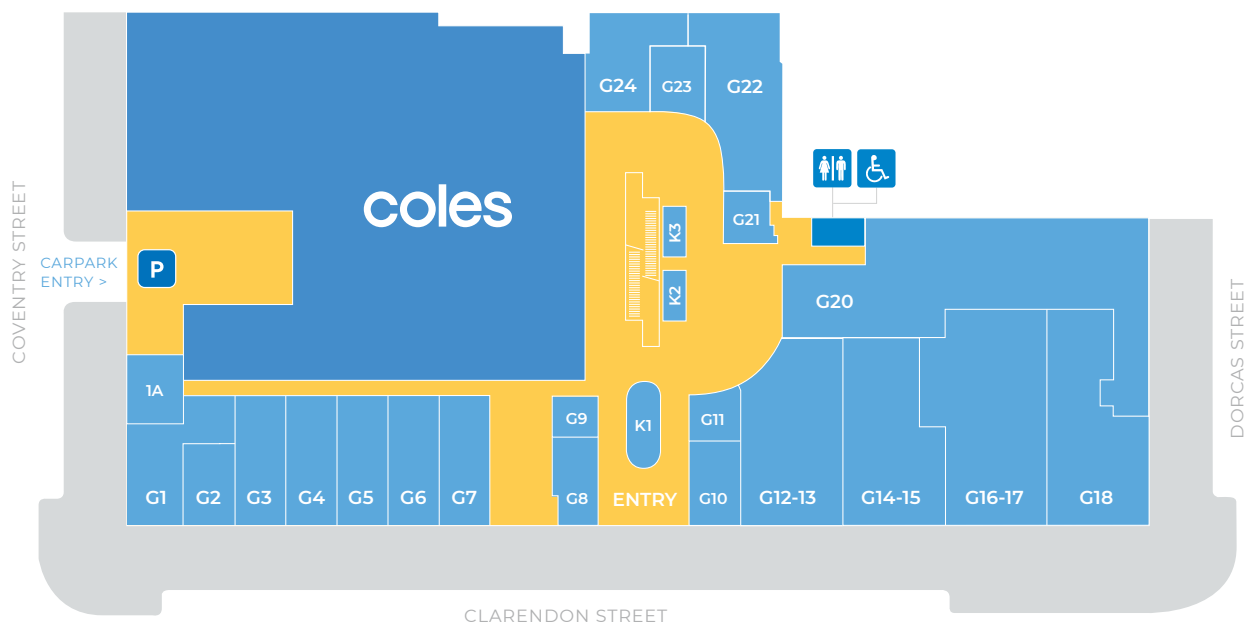 G24
G23
G22
coles
G21
K3
K2
COVENTRY STREET
CARPARK
ENTRY >
P
G20
DORCAS STREET
1A
G9
K1
G11
G1
G2
G3
G4
G5
G6
G7
G8
ENTRY
G10
G12-13
G14-15
G16-17
G18
CLARENDON STREET